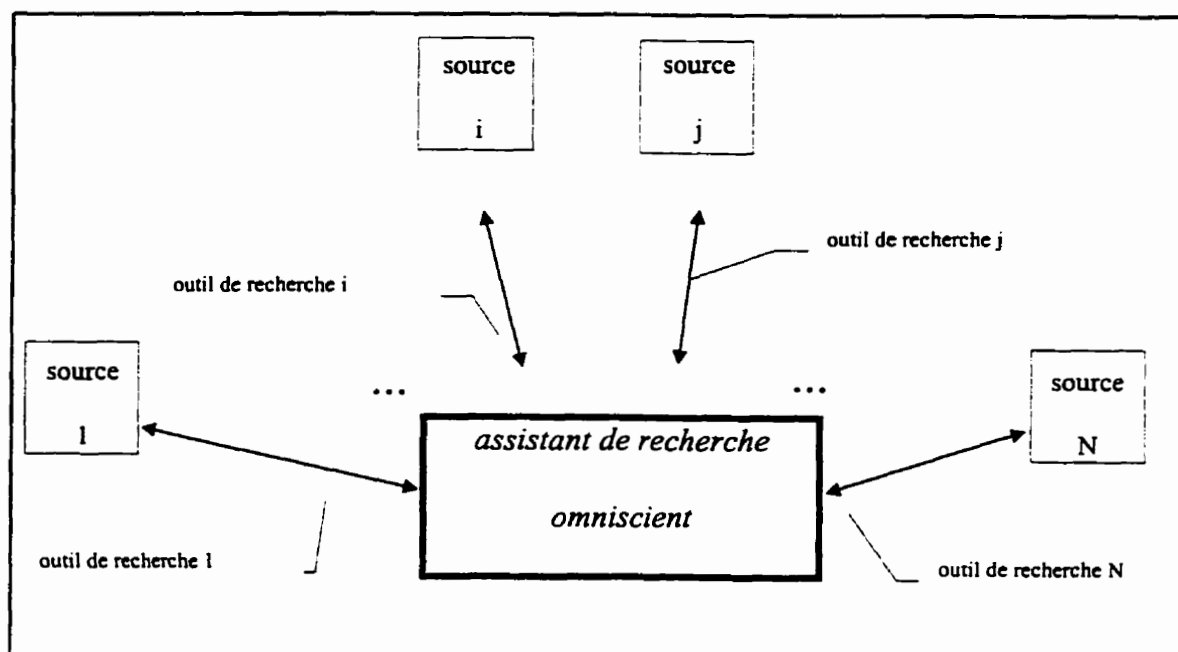 source
i
source
j
outil de recherche j
outil de recherche i
source
1
...
...
source
N
assistant de recherche
omniscient
outil de recherche 1
outil de recherche N